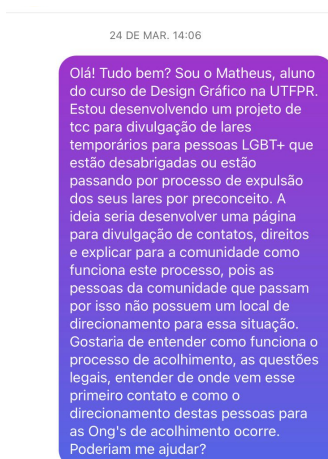 24 DE MAR. 14:06
Olá! Tudo bem? Sou o Matheus, aluno
do curso de Design Gráfico na UTFPR.
Estou desenvolvendo um projeto de
tcc para divulgação de lares
temporários para pessoas LGBT+ que
estão desabrigadas ou estão
passando por processo de expulsão
dos seus lares por preconceito. A
ideia seria desenvolver uma página
para divulgação de contatos, direitos
e explicar para a comunidade como
funciona este processo, pois as
pessoas da comunidade que passam
por isso não possuem um local de
direcionamento para essa situação.
Gostaria de entender como funciona o
processo de acolhimento, as questões
legais, entender de onde vem esse
primeiro contato e como o
direcionamento destas pessoas para
as Ong's de acolhimento ocorre.
Poderiam me ajudar?